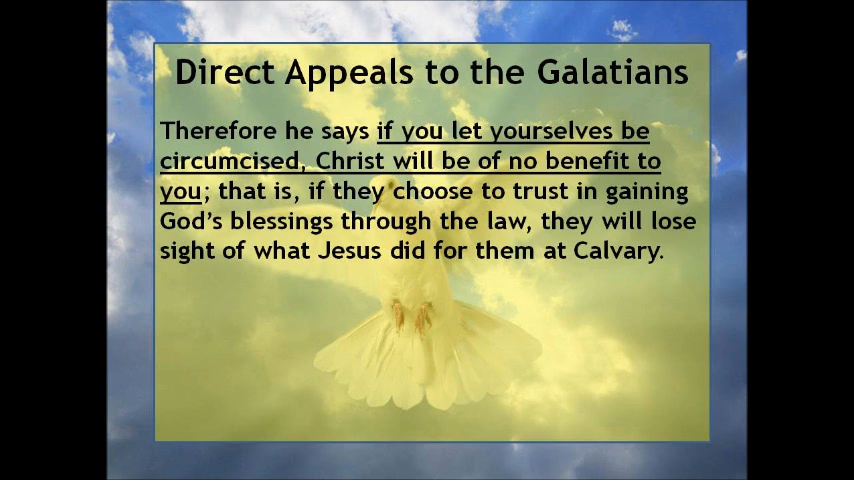 Direct Appeals to the Galatians
Therefore he says if you let yourselves be
circumcised, Christ will be of no benefit to
you; that is, if they choose to trust in gaining
God's blessings through the law, they will lose
sight of what Jesus did for them at Calvary.